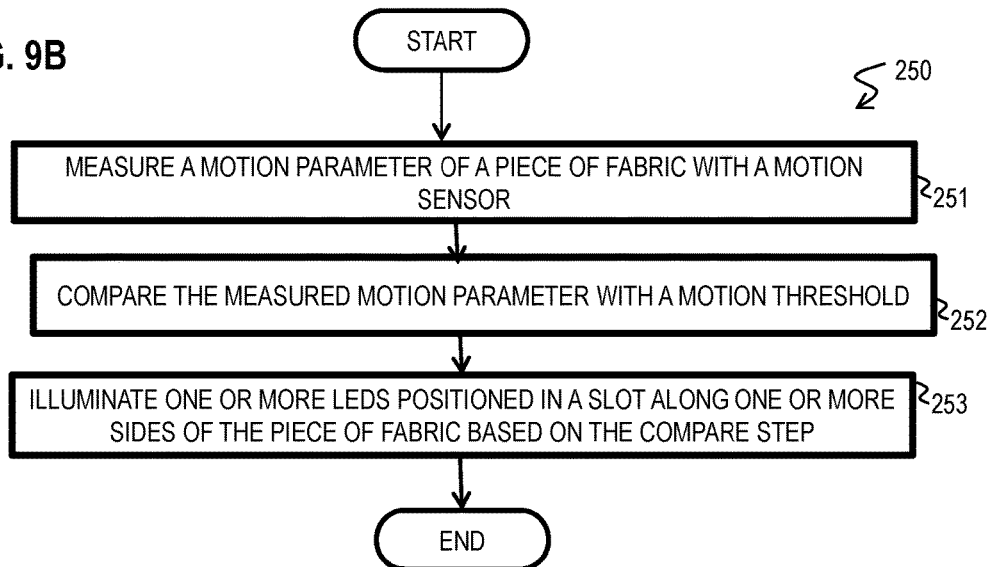 G. 9B
START
250
MEASURE A MOTION PARAMETER OF A PIECE OF FABRIC WITH A MOTION
SENSOR
251
COMPARE THE MEASURED MOTION PARAMETER WITH A MOTION THRESHOLD
252
ILLUMINATE ONE OR MORE LEDS POSITIONED IN A SLOT ALONG ONE OR MORE
SIDES OF THE PIECE OF FABRIC BASED ON THE COMPARE STEP
253
END